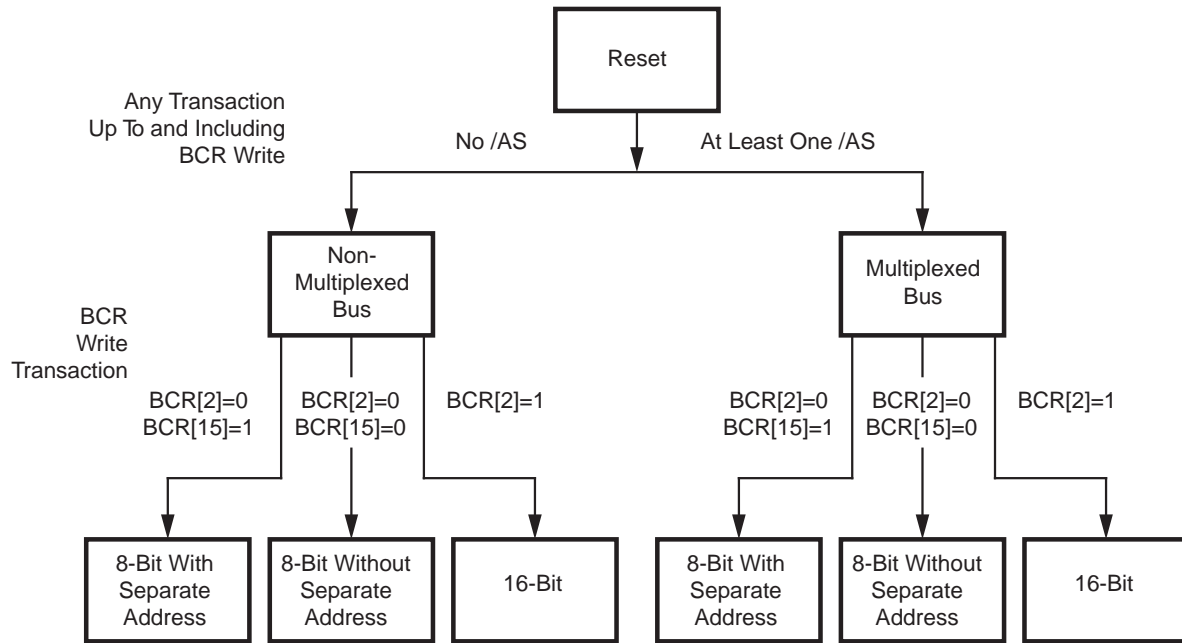 Reset
Any Transaction
Up To and Including
BCR Write
No /AS
At Least One /AS
Non-
Multiplexed
Bus
Multiplexed
Bus
BCR
Write
Transaction
BCR[2]=0
BCR[15]=1
BCR[2]=0
BCR[15]=0
BCR[2]=1
BCR[2]=0
BCR[15]=1
BCR[2]=0
BCR[15]=0
BCR[2]=1
8-Bit With
Separate
Address
8-Bit Without
Separate
Address
16-Bit
8-Bit With
Separate
Address
8-Bit Without
Separate
Address
16-Bit